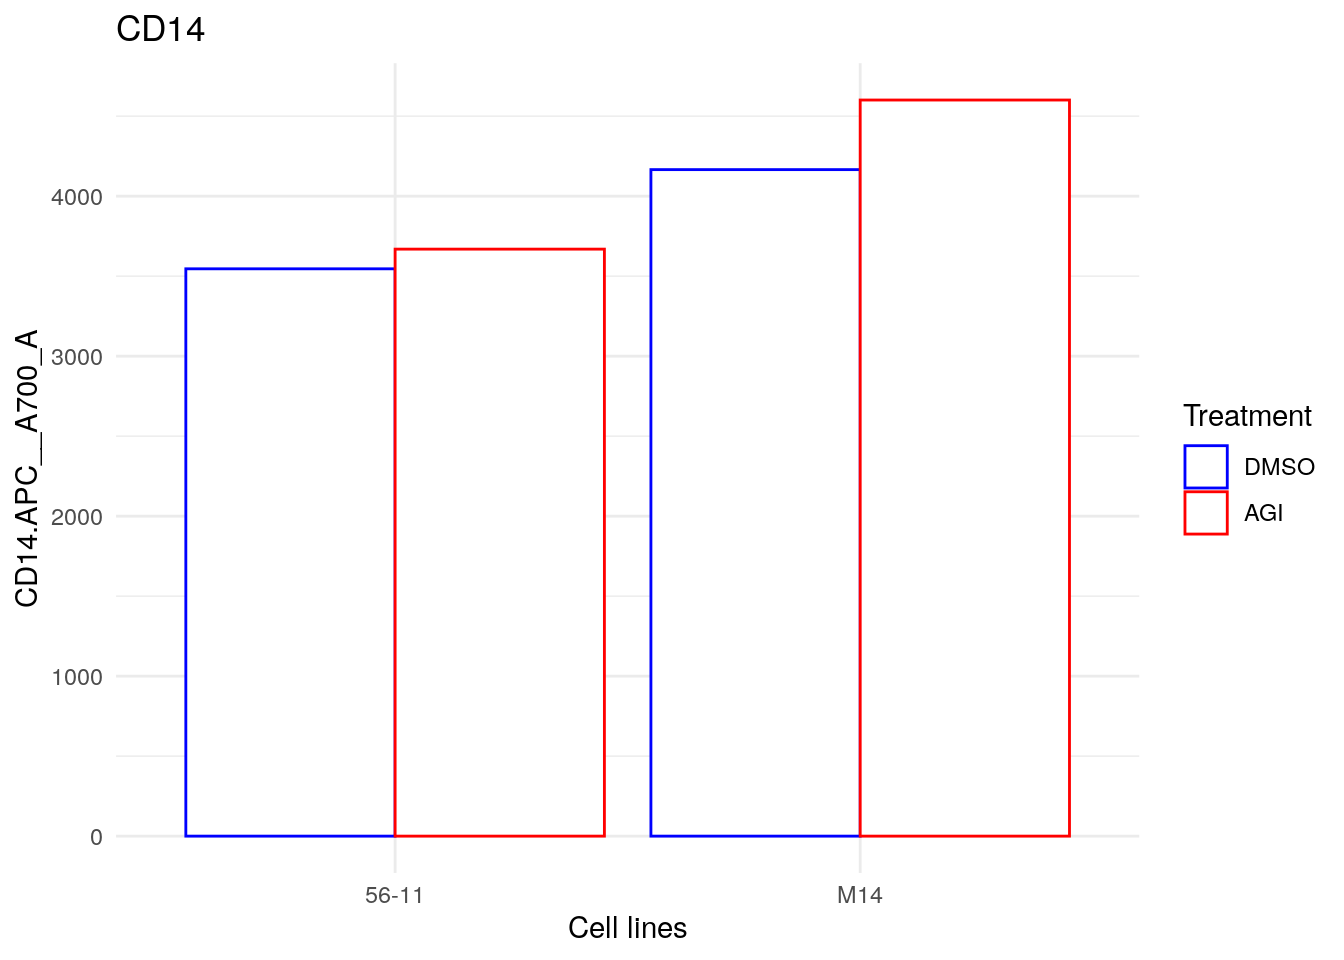 CD14
CD14.APC__A700_A
4000
3000
2000
1000
0
56-11
M14
Cell lines
Treatment
DMSO
AGI